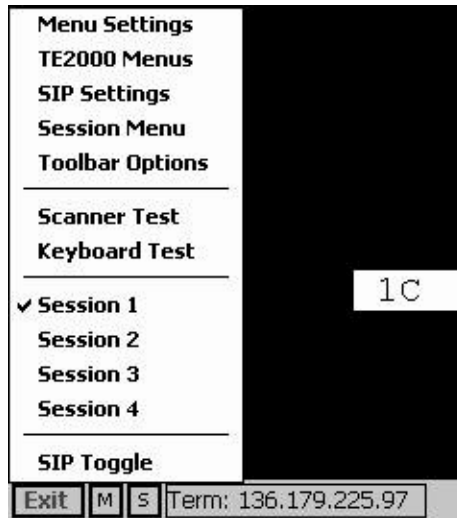 Menu Settings
TE2000 Menus
SIP Settings
Session Menu
Toolbar Options
Scanner Test
Keyboard Test
1C
✓ Session 1
Session 2
Session 3
Session 4
SIP Toggle
Exit M S Term: 136.179.225.97